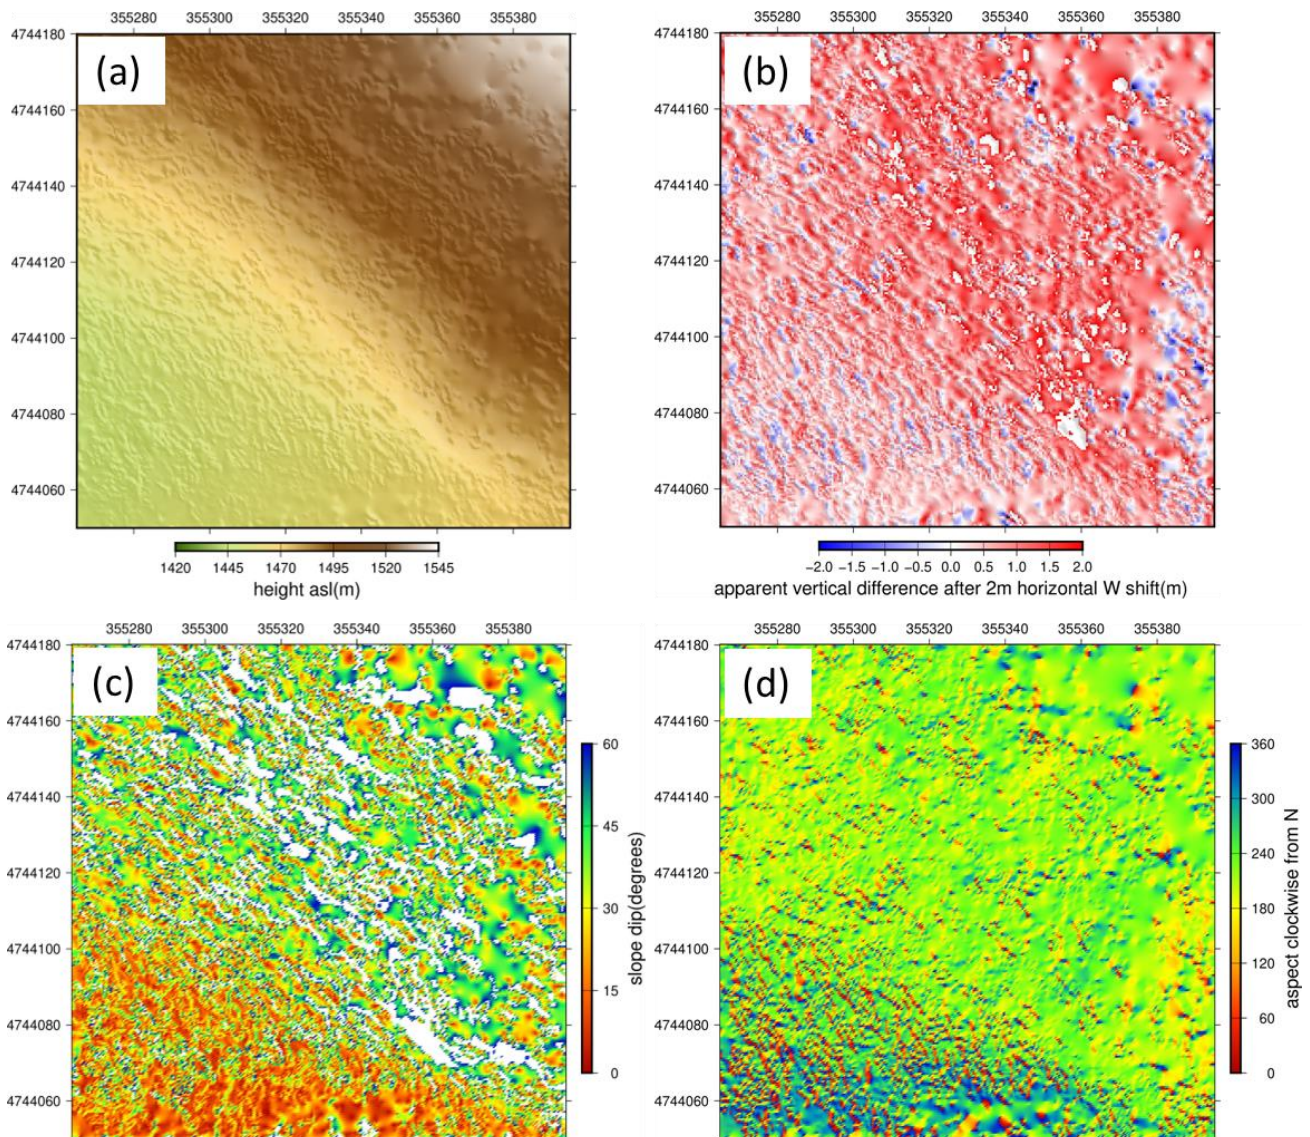 355280 355300 355320 355340 355360 355380
355280 355300 355320 355340 355360 355380
4744180
4744160
4744140
4744120
4744100
4744080
4744060
(a)
4744180
4744160
4744140
4744120
4744100
4744080
4744060
(b)
1420 1445 1470 1495 1520 1545
height asl(m)
−2.0 −1.5 −1.0 −0.5 0.0 0.5 1.0 1.5 2.0
apparent vertical difference after 2m horizontal W shift(m)
355280 355300 355320 355340 355360 355380
355280 355300 355320 355340 355360 355380
4744180
4744160
4744140
4744120
4744100
4744080
4744060
(c)
60
45
30
15
0
slope dip(degrees)
4744180
4744160
4744140
4744120
4744100
4744080
4744060
(d)
360
300
240
180
120
60
0
aspect clockwise from N